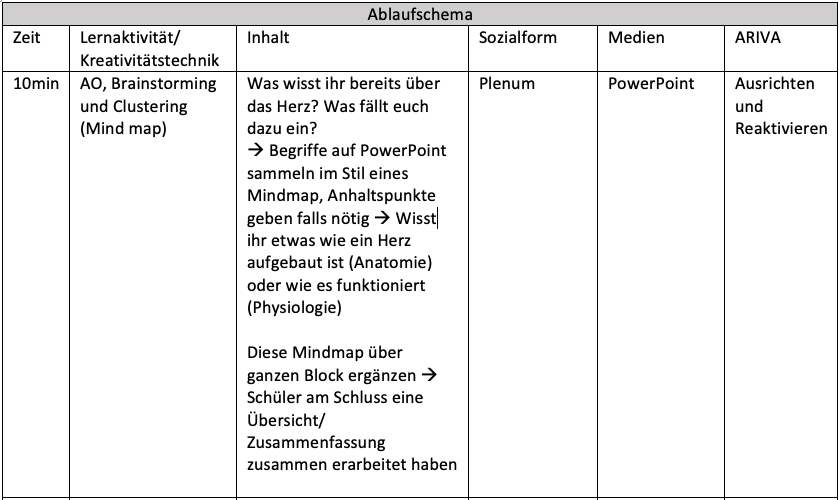 Ablaufschema
Zeit
Lernaktivität/
Kreativitätstechnik
Inhalt
Sozialform
Medien
ARIVA
10min
AO, Brainstorming
und Clustering
(Mind map)
Was wisst ihr bereits über
das Herz? Was fällt euch
dazu ein?
→ Begriffe auf PowerPoint
sammeln im Stil eines
Mindmap, Anhaltspunkte
geben falls nötig → Wisst
ihr etwas wie ein Herz
aufgebaut ist (Anatomie)
oder wie es funktioniert
(Physiologie)
Diese Mindmap über
ganzen Block ergänzen →
Schüler am Schluss eine
Übersicht/
Zusammenfassung
zusammen erarbeitet haben
Plenum
PowerPoint
Ausrichten
und
Reaktivieren